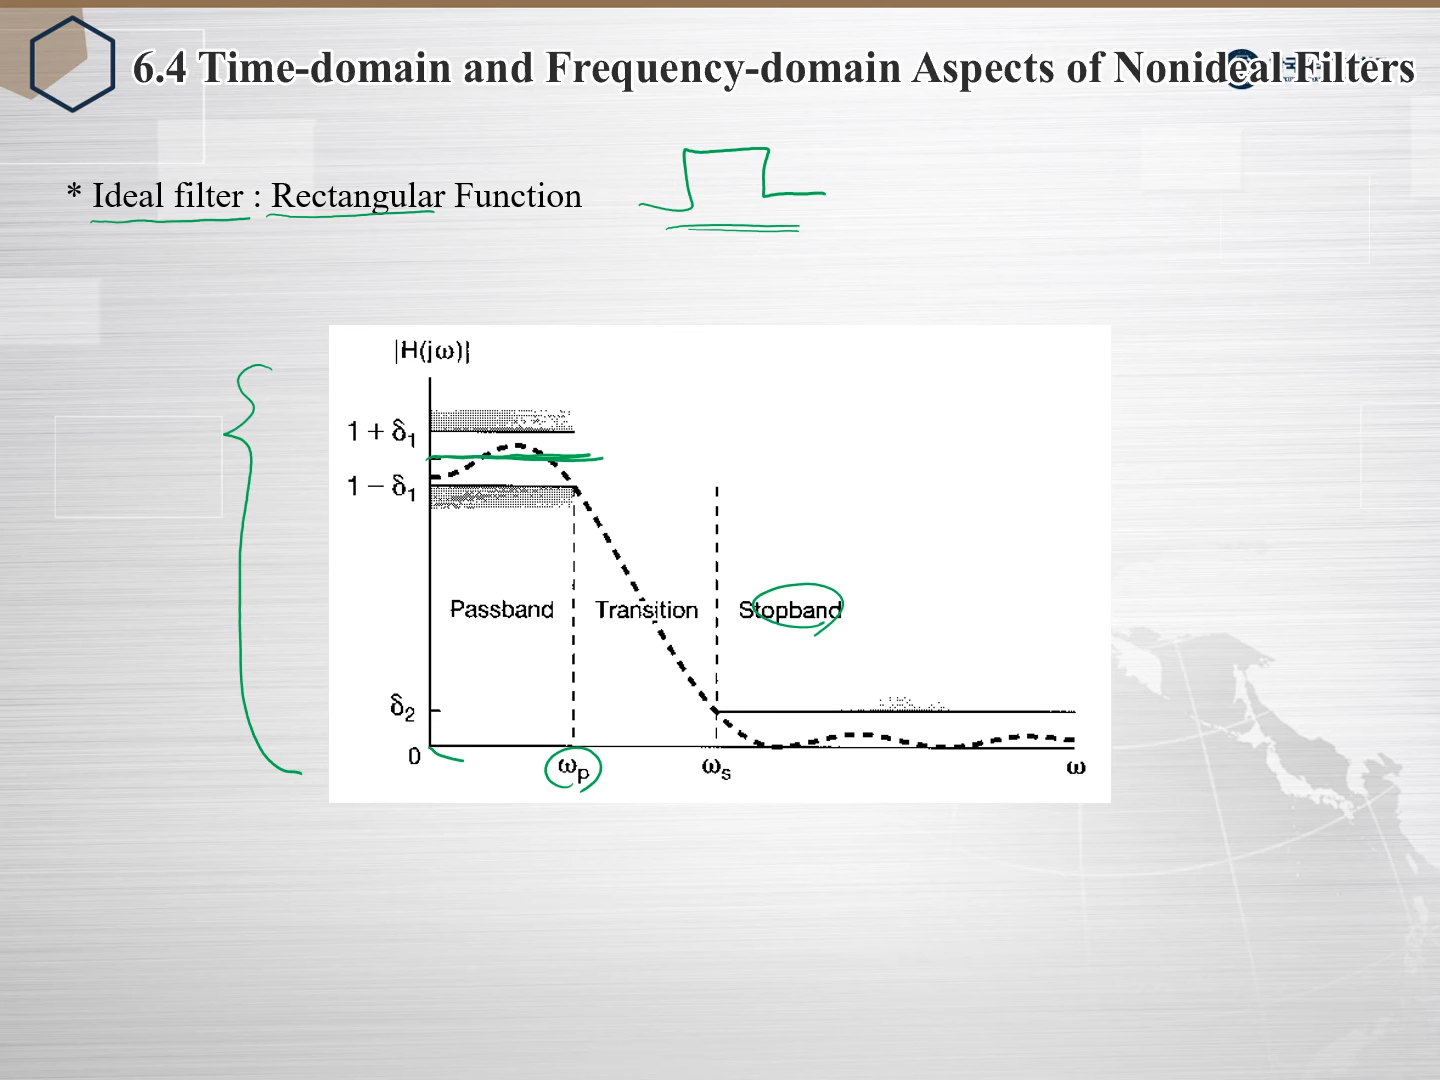 6.4 Time-domain and Frequency-domain Aspects of Nonideal Filters
* Ideal filter : Rectangular Function
|H(jω)|
1 + δ₁
1 − δ₁
Passband Transition Stopband
δ₂
0
ωp ωs ω